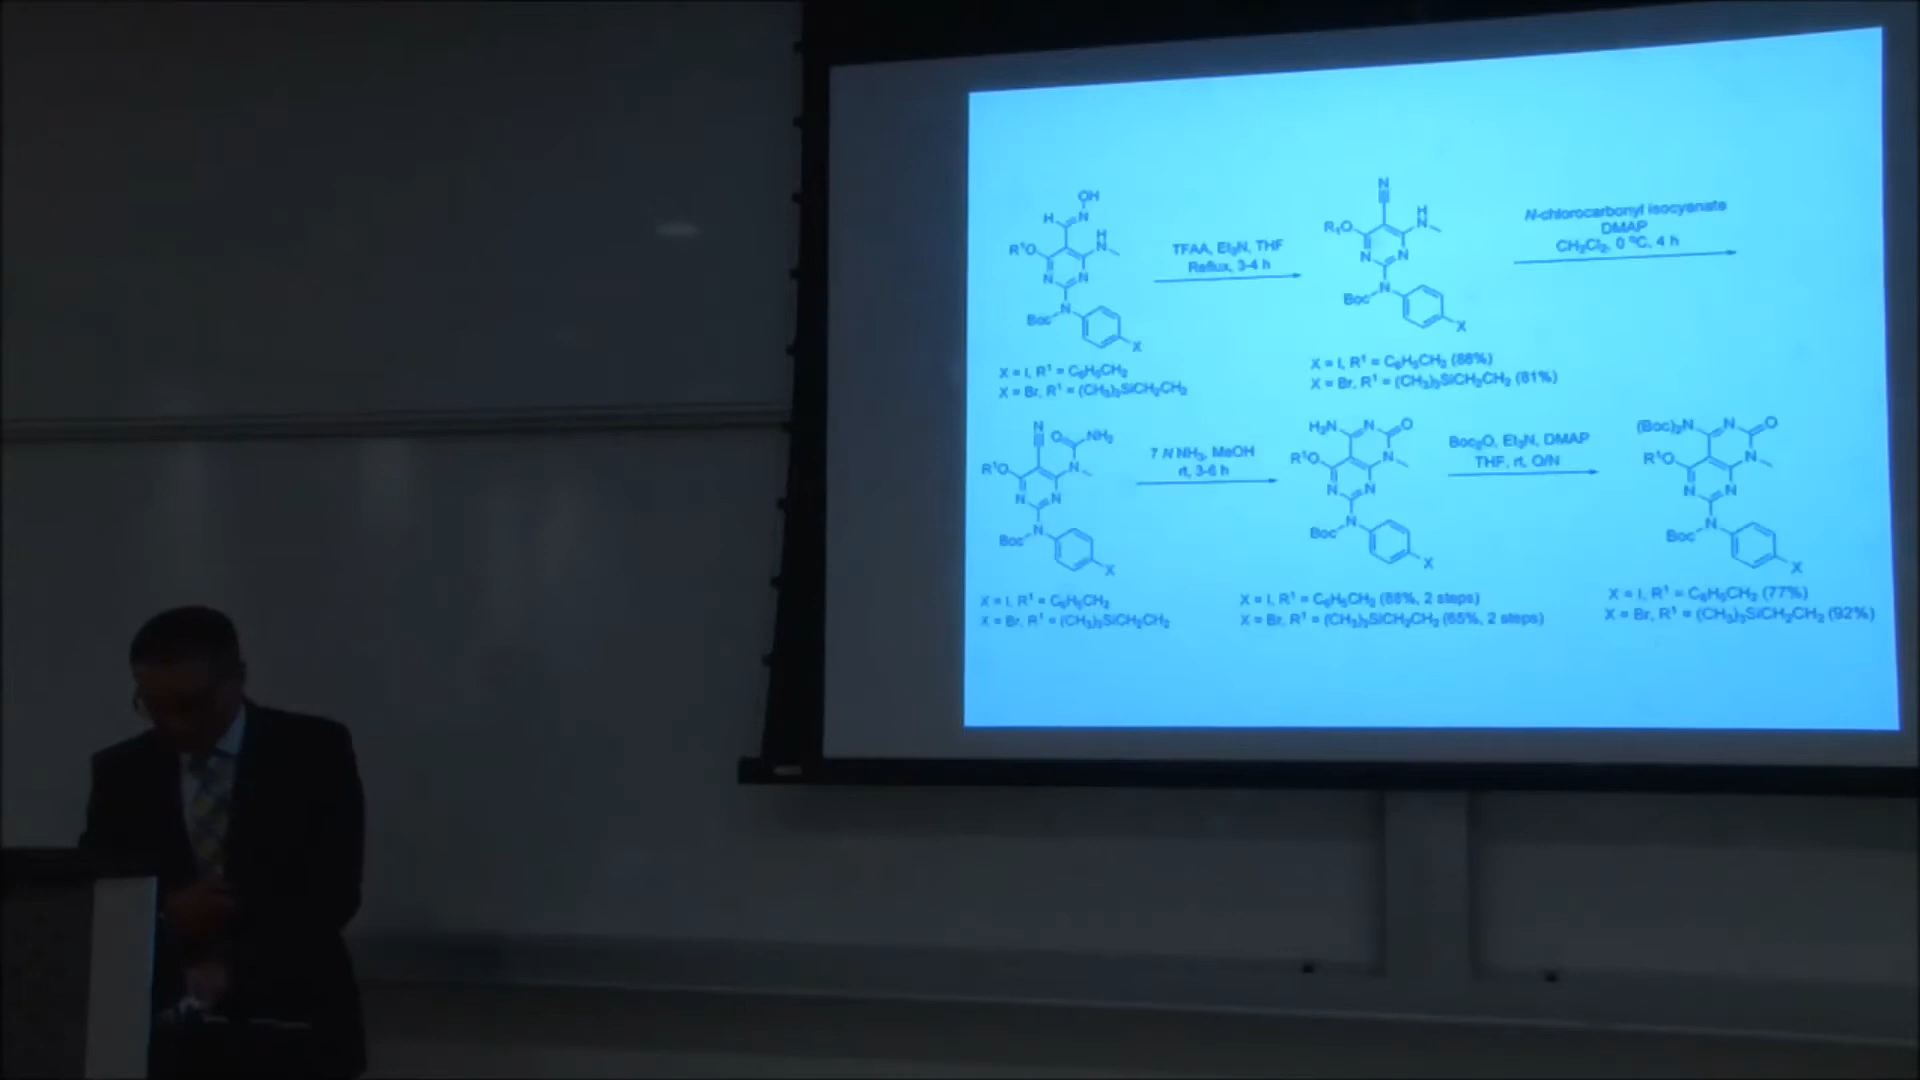 OH
H N
R¹O H N
N N
Boc N
X
X = I, R¹ = C₆H₅CH₂
X = Br, R¹ = (CH₃)₃SiCH₂CH₂
TFAA, Et₃N, THF
Reflux, 3-4 h
N
R₁O H N
N N
Boc N
X
X = I, R¹ = C₆H₅CH₂ (88%)
X = Br, R¹ = (CH₃)₃SiCH₂CH₂ (81%)
N-chlorocarbonyl isocyanate
DMAP
CH₂Cl₂, 0 ºC, 4 h
N O NH₂
R¹O N
N N
Boc N
X
X = I, R¹ = C₆H₅CH₂
X = Br, R¹ = (CH₃)₃SiCH₂CH₂
7 N NH₃, MeOH
rt, 3-6 h
H₂N N O
R¹O N
N N
Boc N
X
X = I, R¹ = C₆H₅CH₂ (88%, 2 steps)
X = Br, R¹ = (CH₃)₃SiCH₂CH₂ (65%, 2 steps)
Boc₂O, Et₃N, DMAP
THF, rt, O/N
(Boc)₂N N O
R¹O N
N N
Boc N
X
X = I, R¹ = C₆H₅CH₂ (77%)
X = Br, R¹ = (CH₃)₃SiCH₂CH₂ (92%)